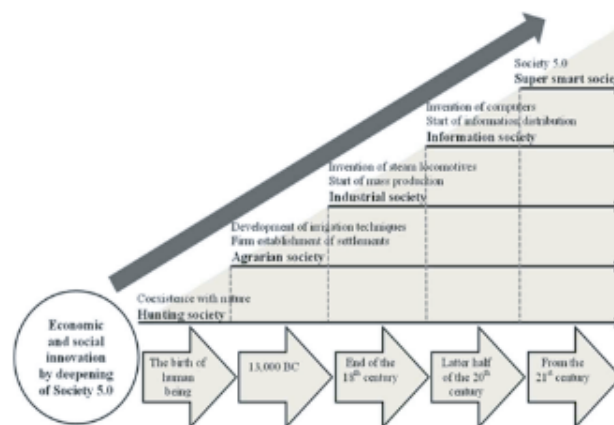 Society 5.0
Super smart socie
Invention of computers
Start of information distribution
Information society
Invention of steam locomotives
Start of mass production
Industrial society
Development of irrigation techniques
Firm establishment of settlements
Agrarian society
Coexistence with nature
Hunting society
Economic
and social
innovation
by deepening
of Society 5.0
The birth of
human
being
13,000 BC
End of the
18th century
Latter half
of the 20th
century
From the
21st century